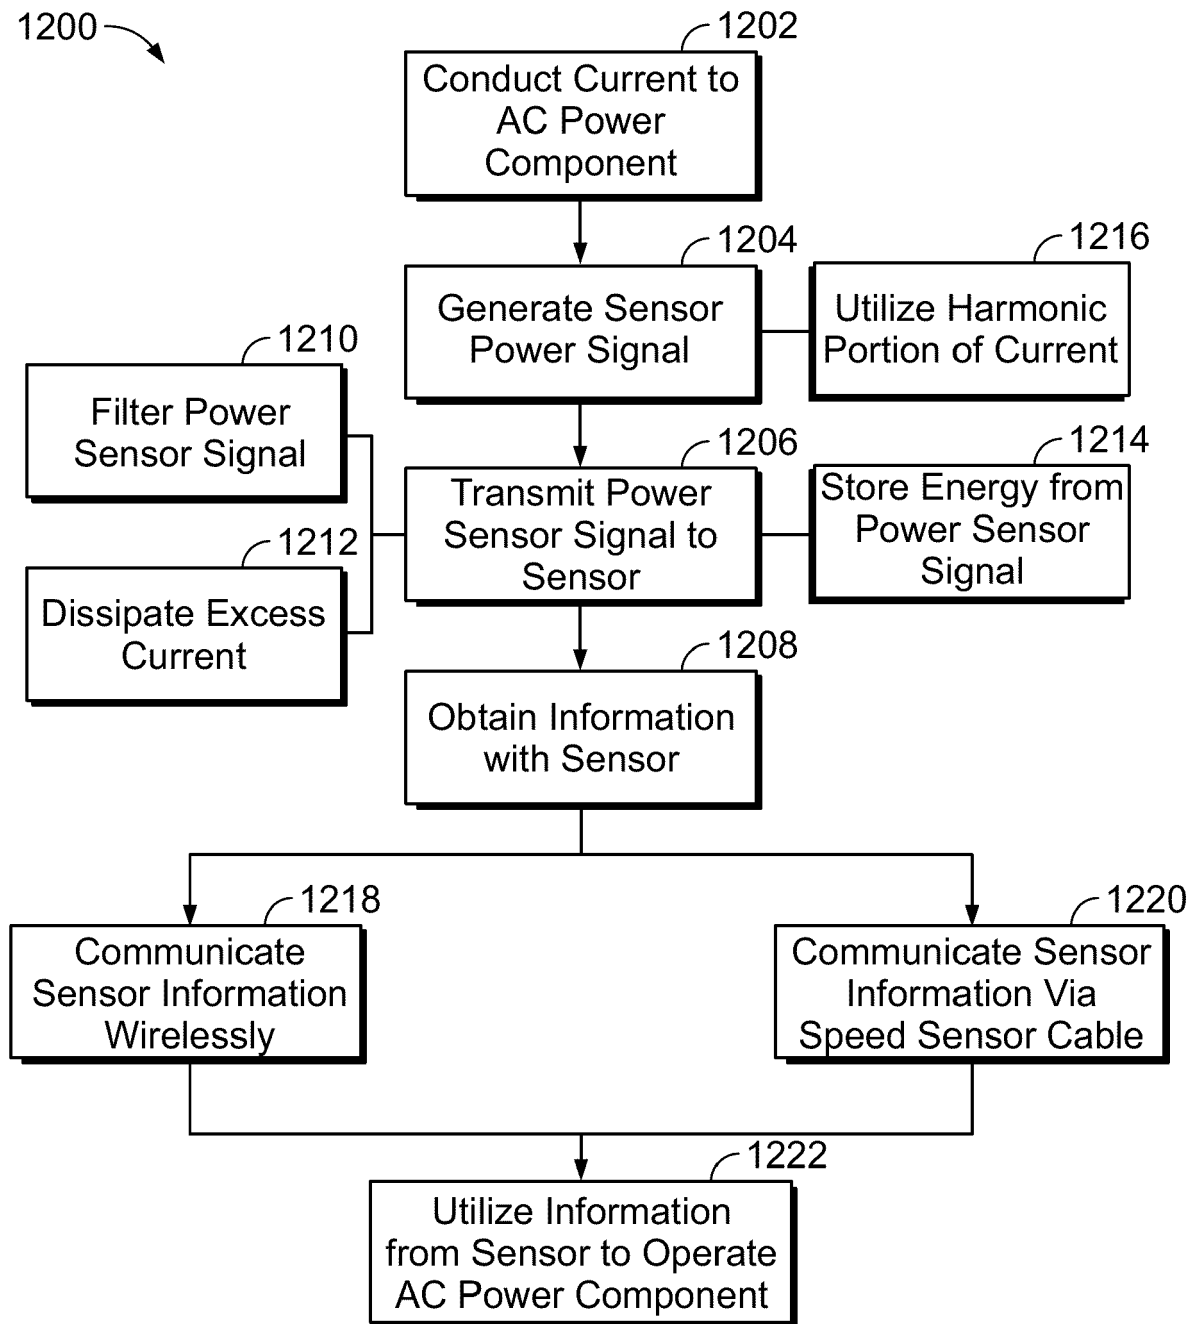 1200
1202
Conduct Current to
AC Power
Component
1204
Generate Sensor
Power Signal
1216
Utilize Harmonic
Portion of Current
1210
Filter Power
Sensor Signal
1206
Transmit Power
Sensor Signal to
Sensor
1214
Store Energy from
Power Sensor
Signal
1212
Dissipate Excess
Current
1208
Obtain Information
with Sensor
1218
Communicate
Sensor Information
Wirelessly
1220
Communicate Sensor
Information Via
Speed Sensor Cable
1222
Utilize Information
from Sensor to Operate
AC Power Component